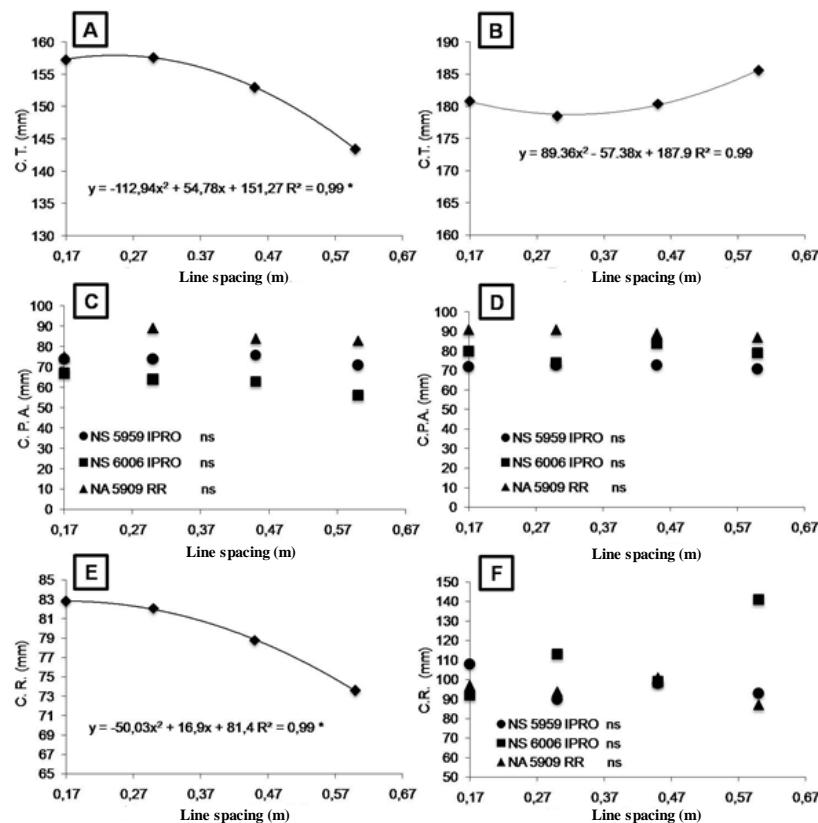 A
C.T. (mm)
160
155
150
145
140
135
130
y = -112,94x² + 54,78x + 151,27 R² = 0,99 *
0,17 0,27 0,37 0,47 0,57 0,67
Line spacing (m)
B
C.T. (mm)
190
185
180
175
170
165
160
y = 89.36x² - 57.38x + 187.9 R² = 0.99
0,17 0,27 0,37 0,47 0,57 0,67
Line spacing (m)
C
C. P. A. (mm)
100
90
80
70
60
50
40
30
20
10
0
NS 5959 IPRO ns
NS 6006 IPRO ns
NA 5909 RR ns
0,17 0,27 0,37 0,47 0,57 0,67
Line spacing (m)
D
C.P.A. (mm)
100
90
80
70
60
50
40
30
20
10
0
NS 5959 IPRO ns
NS 6006 IPRO ns
NA 5909 RR ns
0,17 0,27 0,37 0,47 0,57 0,67
Line spacing (m)
E
C. R. (mm)
85
83
81
79
77
75
73
71
69
67
65
y = -50,03x² + 16,9x + 81,4 R² = 0,99 *
0,17 0,27 0,37 0,47 0,57 0,67
Line spacing (m)
F
C.R. (mm)
150
140
130
120
110
100
90
80
70
60
50
NS 5959 IPRO ns
NS 6006 IPRO ns
NA 5909 RR ns
0,17 0,27 0,37 0,47 0,57 0,67
Line spacing (m)